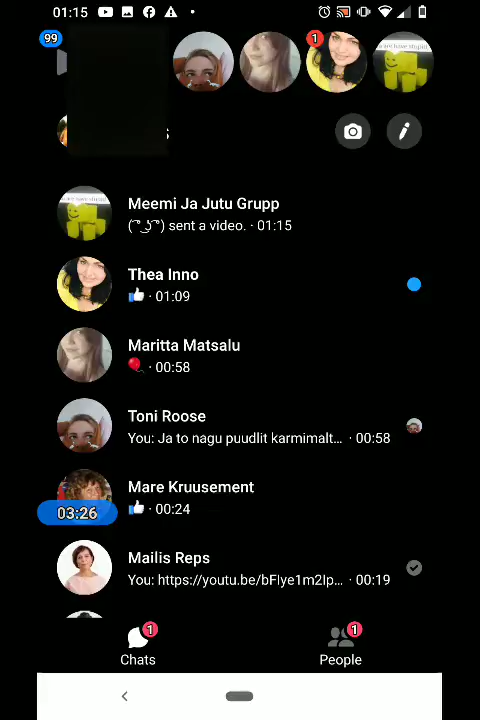 01:15
99
1
Meemi Ja Jutu Grupp
( ͡° ͜ʖ ͡°) sent a video. · 01:15
Thea Inno
👍 · 01:09
Maritta Matsalu
🎈 · 00:58
Toni Roose
You: Ja to nagu puudlit karmimalt... · 00:58
Mare Kruusement
👍 · 00:24
03:26
Mailis Reps
You: https://youtu.be/bFlye1m2Ip... · 00:19
1
1
Chats
People